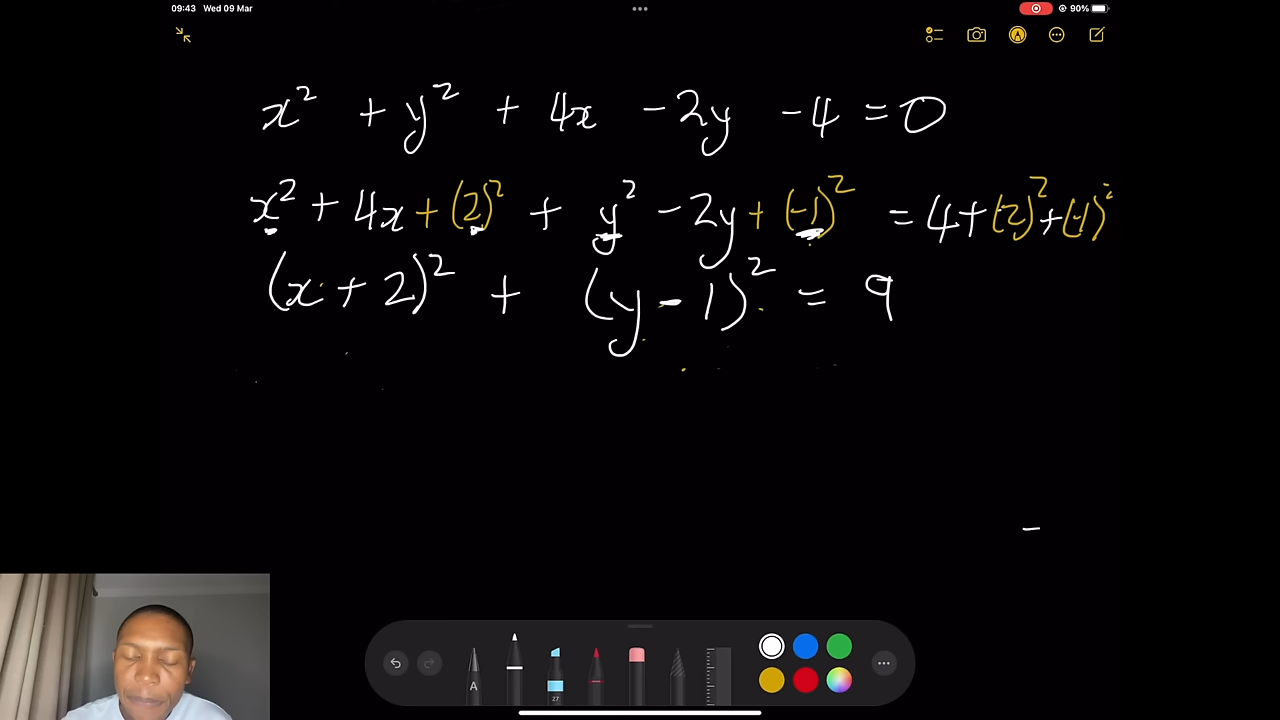 09:43 Wed 09 Mar 90%
x² + y² + 4x - 2y - 4 = 0
x² + 4x + (2)² + y² - 2y + (-1)² = 4 + (2)² + (-1)²
(x + 2)² + (y - 1)² = 9
-
A
27